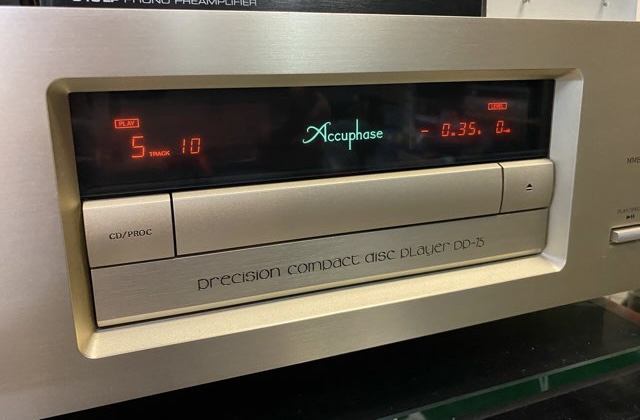 PHONO PREAMPLIFIER
PLAY
5 TRACK 10
Accuphase
LEVEL
- 0.35. 0
CD/PROC
precision compact disc player DP-75